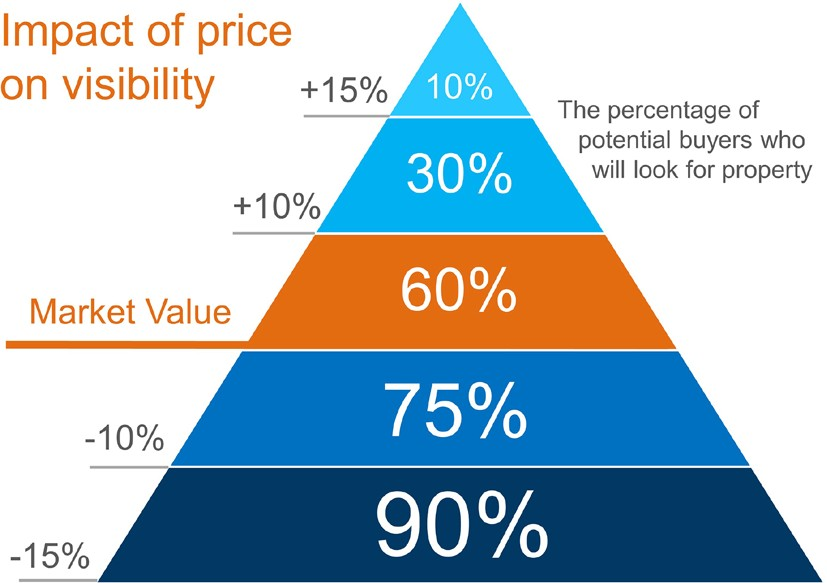 Impact of price
on visibility
+15%
10%
The percentage of
potential buyers who
will look for property
30%
+10%
60%
Market Value
75%
-10%
90%
-15%